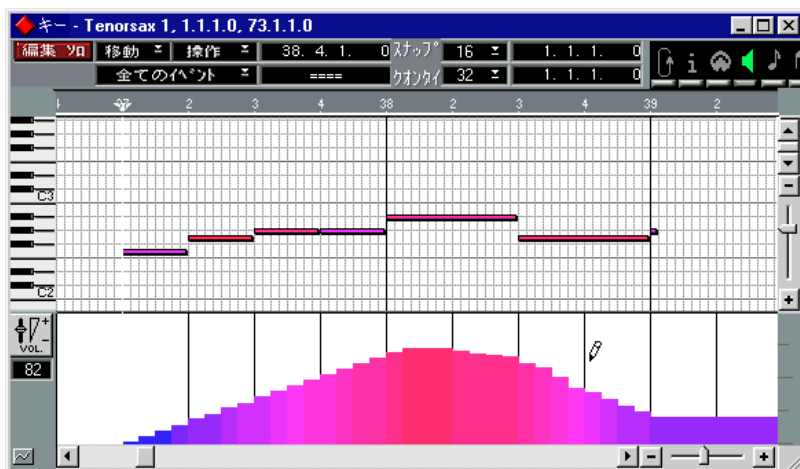 キー - Tenorsax 1, 1.1.1.0, 73.1.1.0
編集 ソロ 移動 操作 38. 4. 1. 0 スナップ 16 1. 1. 1. 0
全てのイベント ==== クオンタイ 32 1. 1. 1. 0
2 3 4 38 2 3 4 39 2
C3
C2
VOL.
82